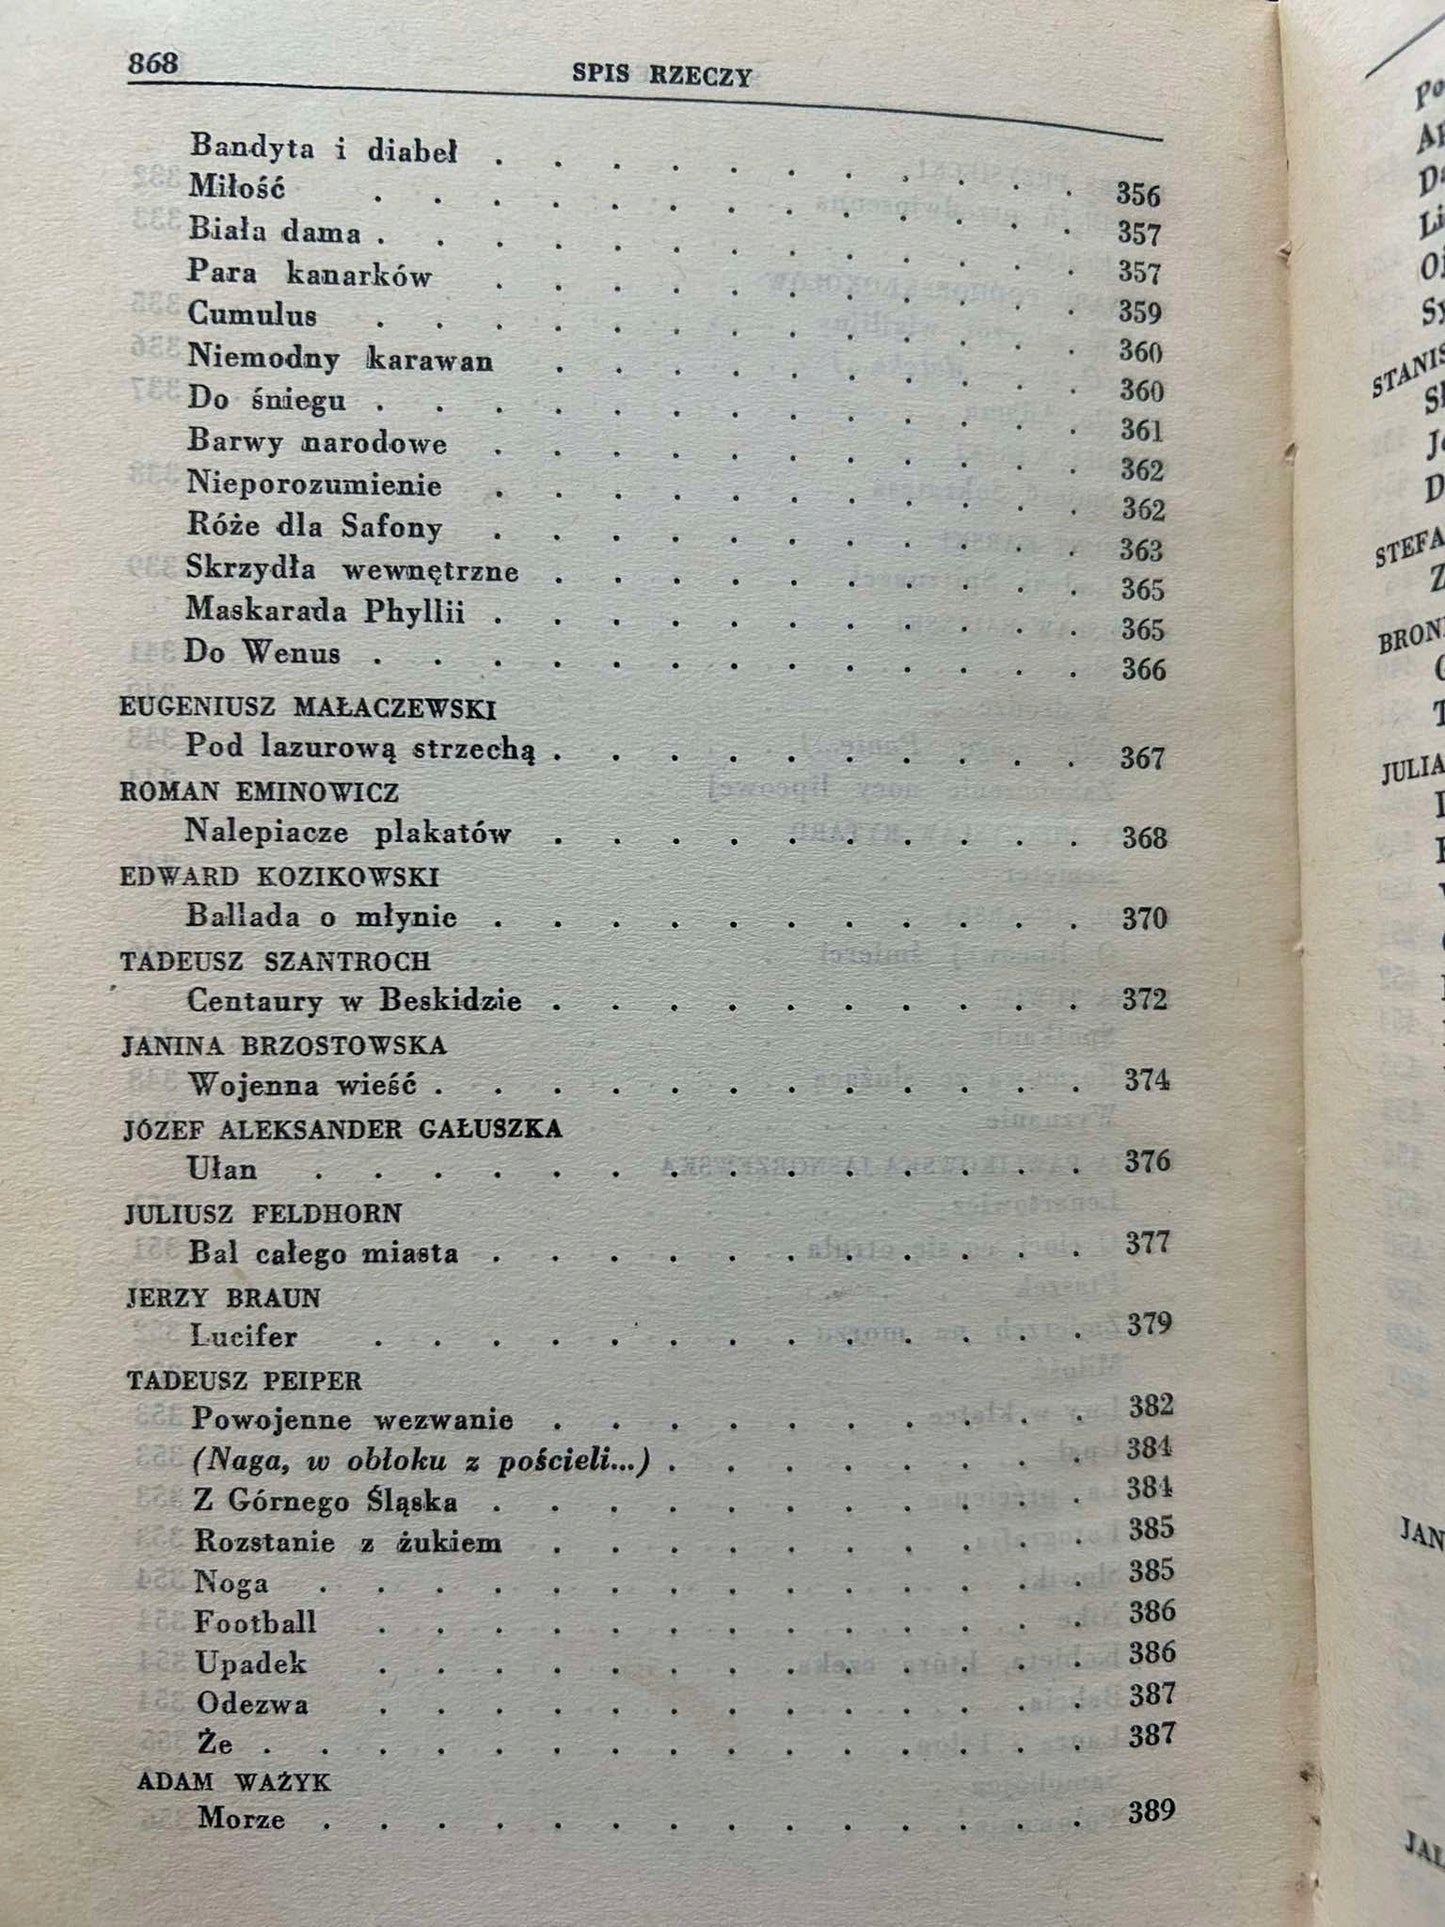 868 SPIS RZECZY
Bandyta i diabeł . . . . . . . . . . 356
Miłość . . . . . . . . . . . . 357
Biała dama . . . . . . . . . . . . 357
Para kanarków . . . . . . . . . . 359
Cumulus . . . . . . . . . . . . 360
Niemodny karawan . . . . . . . . . 360
Do śniegu . . . . . . . . . . . . 361
Barwy narodowe . . . . . . . . . . 362
Nieporozumienie . . . . . . . . . . 362
Róże dla Safony . . . . . . . . . . 363
Skrzydła wewnętrzne . . . . . . . . . 365
Maskarada Phyllii . . . . . . . . . . 365
Do Wenus . . . . . . . . . . . . 366
EUGENIUSZ MAŁACZEWSKI
Pod lazurową strzechą . . . . . . . . . 367
ROMAN EMINOWICZ
Nalepiacze plakatów . . . . . . . . . 368
EDWARD KOZIKOWSKI
Ballada o młynie . . . . . . . . . . 370
TADEUSZ SZANTROCH
Centaury w Beskidzie . . . . . . . . . 372
JANINA BRZOSTOWSKA
Wojenna wieść . . . . . . . . . . . 374
JÓZEF ALEKSANDER GAŁUSZKA
Ułan . . . . . . . . . . . . . 376
JULIUSZ FELDHORN
Bal całego miasta . . . . . . . . . . 377
JERZY BRAUN
Lucifer . . . . . . . . . . . . 379
TADEUSZ PEIPER
Powojenne wezwanie . . . . . . . . . 382
(Naga, w obłoku z pościeli...) . . . . . . . 384
Z Górnego Śląska . . . . . . . . . . 384
Rozstanie z żukiem . . . . . . . . . 385
Noga . . . . . . . . . . . . . 385
Football . . . . . . . . . . . . 386
Upadek . . . . . . . . . . . . 386
Odezwa . . . . . . . . . . . . 387
Że . . . . . . . . . . . . . . 387
ADAM WAŻYK
Morze . . . . . . . . . . . . . 389